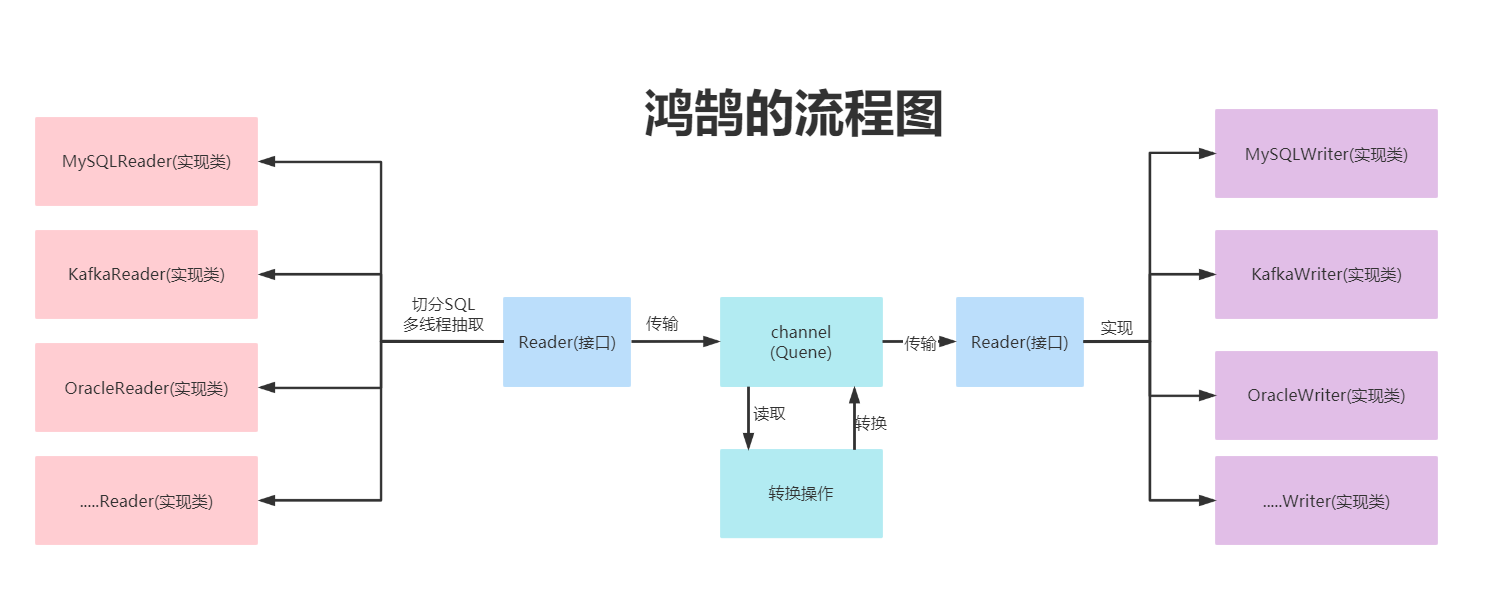 鸿鹄的流程图
MySQLReader(实现类)
KafkaReader(实现类)
OracleReader(实现类)
.....Reader(实现类)
切分SQL
多线程抽取
Reader(接口)
传输
channel
(Quene)
读取
转换
转换操作
传输
Reader(接口)
实现
MySQLWriter(实现类)
KafkaWriter(实现类)
OracleWriter(实现类)
.....Writer(实现类)